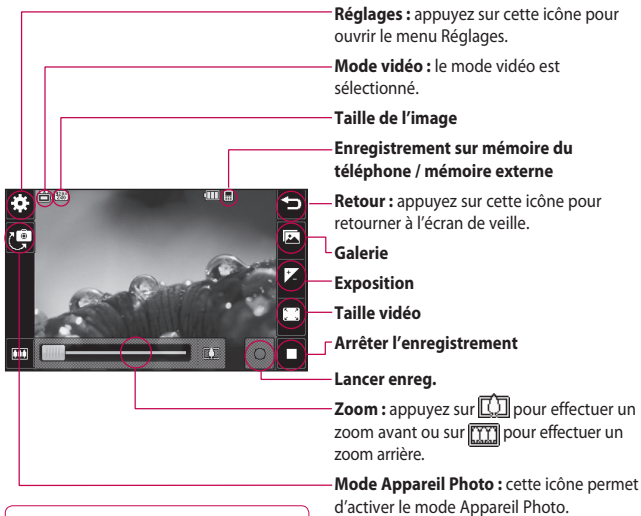 Réglages : appuyez sur cette icône pour
ouvrir le menu Réglages.
Mode vidéo : le mode vidéo est
sélectionné.
Taille de l'image
Enregistrement sur mémoire du
téléphone / mémoire externe
Retour : appuyez sur cette icône pour
retourner à l'écran de veille.
Galerie
Exposition
Taille vidéo
Arrêter l'enregistrement
Lancer enreg.
Zoom : appuyez sur pour effectuer un
zoom avant ou sur pour effectuer un
zoom arrière.
Mode Appareil Photo : cette icône permet
d'activer le mode Appareil Photo.